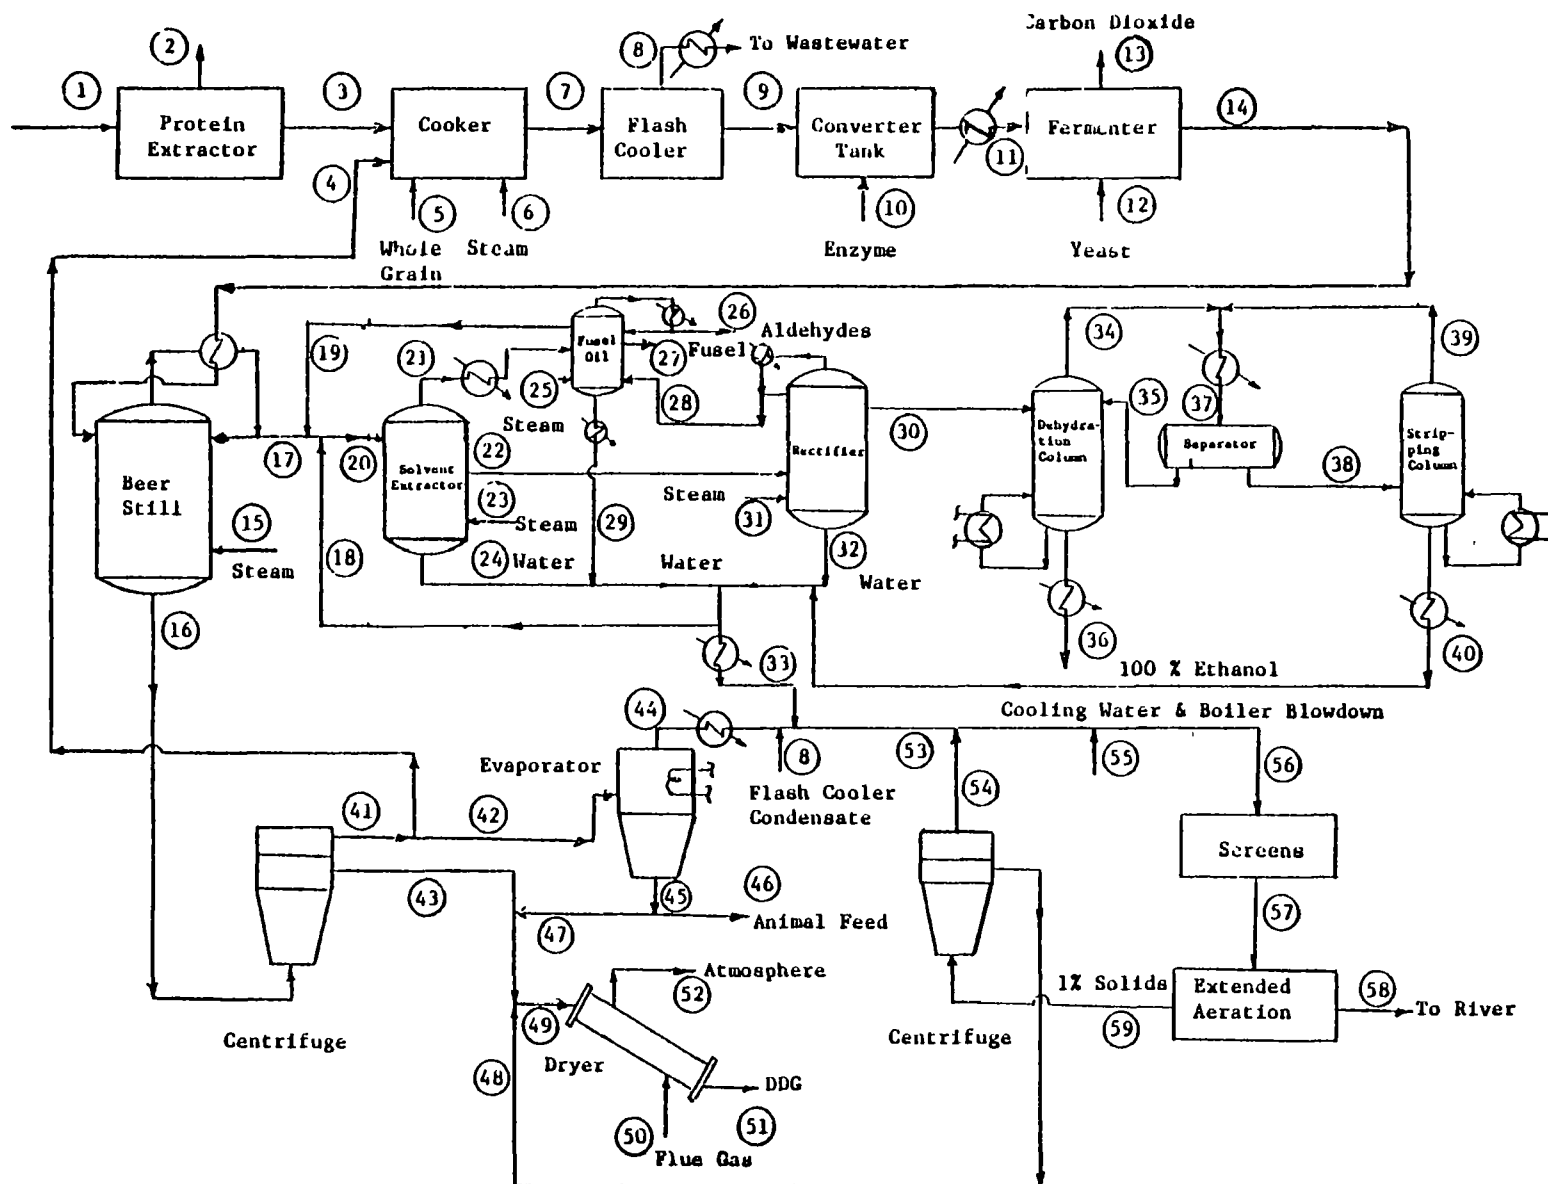 Carbon Dioxide
2
8
To Wastewater
13
1
3
7
9
14
Protein
Extractor
Cooker
Flash
Cooler
Converter
Tank
Fermenter
11
4
5
6
10
12
Whole
Grain
Steam
Enzyme
Yeast
26
Aldehydes
34
39
19
21
Fusel
Oil
27
Fusel
25
28
Steam
30
Dehydra-
tion
Column
35
37
Separator
38
Strip-
ping
Column
17
20
22
Solvent
Extractor
Rectifier
Beer
Still
Steam
23
Steam
31
15
Steam
18
24
Water
29
Water
32
Water
16
33
36
40
100 % Ethanol
Cooling Water & Boiler Blowdown
44
Evaporator
8
53
55
56
Flash Cooler
Condensate
54
41
42
Screens
43
45
46
Animal Feed
57
47
Atmosphere
52
1% Solids
Extended
Aeration
58
To River
49
59
Centrifuge
Dryer
Centrifuge
48
DDG
50
51
Flue Gas